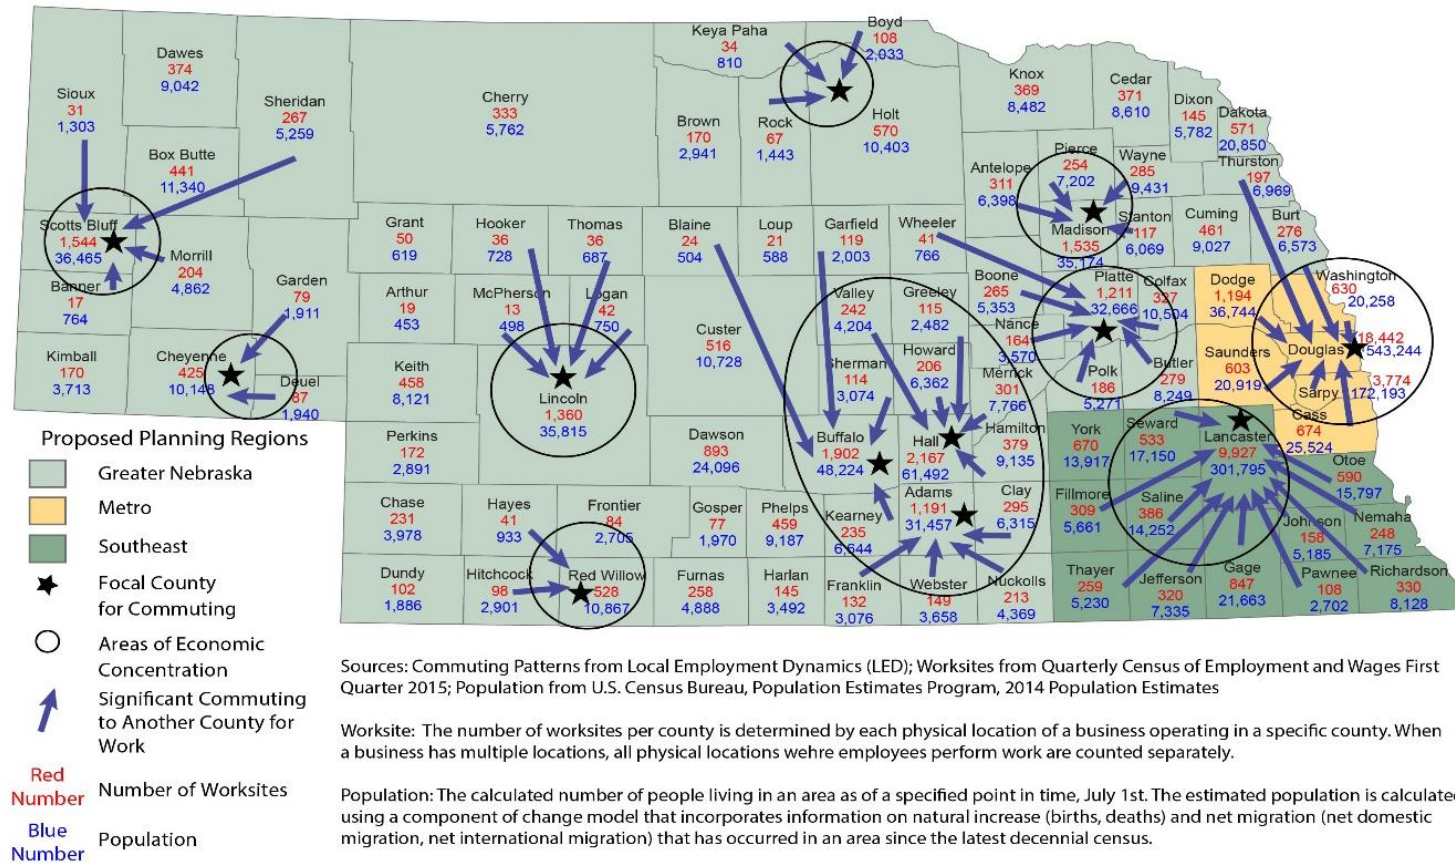 Dawes
374
9,042
Sioux
31
1,303
Sheridan
267
5,259
Box Butte
441
11,340
Cherry
333
5,762
Keya Paha
34
810
Boyd
108
2,033
Brown
170
2,941
Rock
67
1,443
Holt
570
10,403
Knox
369
8,482
Cedar
371
8,610
Dixon
145
5,782
Dakota
571
20,850
Antelope
311
6,398
Pierce
254
7,202
Wayne
285
9,431
Thurston
197
6,969
Scotts Bluff
1,544
36,465
Morrill
204
4,862
Banner
17
764
Garden
79
1,911
Kimball
170
3,713
Cheyenne
425
10,148
Deuel
87
1,940
Grant
50
619
Hooker
36
728
Thomas
36
687
Blaine
24
504
Loup
21
588
Garfield
119
2,003
Wheeler
41
766
Madison
1,535
35,174
Stanton
117
6,069
Cuming
461
9,027
Burt
276
6,573
Arthur
19
453
McPherson
13
498
Logan
42
750
Custer
516
10,728
Valley
242
4,204
Greeley
115
2,482
Boone
265
5,353
Platte
1,211
32,666
Colfax
327
10,504
Dodge
1,194
36,744
Washington
630
20,258
Keith
458
8,121
Lincoln
1,360
35,815
Sherman
114
3,074
Howard
206
6,362
Nance
164
3,570
Merrick
301
7,766
Polk
186
5,271
Butler
279
8,249
Saunders
603
20,919
Douglas
18,442
543,244
Sarpy
3,774
172,193
Cass
674
25,524
Perkins
172
2,891
Dawson
893
24,096
Buffalo
1,902
48,224
Hall
2,167
61,492
Hamilton
379
9,135
York
670
13,917
Seward
533
17,150
Lancaster
9,927
301,795
Otoe
590
15,797
Chase
231
3,978
Hayes
41
933
Frontier
84
2,705
Gosper
77
1,970
Phelps
459
9,187
Kearney
235
6,644
Adams
1,191
31,457
Clay
295
6,315
Fillmore
309
5,661
Saline
386
14,252
Johnson
158
5,185
Nemaha
248
7,175
Dundy
102
1,886
Hitchcock
98
2,901
Red Willow
528
10,867
Furnas
258
4,888
Harlan
145
3,492
Franklin
132
3,076
Webster
149
3,658
Nuckolls
213
4,369
Thayer
259
5,230
Jefferson
320
7,335
Gage
847
21,663
Pawnee
108
2,702
Richardson
330
8,128
Proposed Planning Regions
Greater Nebraska
Metro
Southeast
Focal County
for Commuting
Areas of Economic
Concentration
Significant Commuting
to Another County for
Work
Red
Number
Number of Worksites
Blue
Number
Population
Sources: Commuting Patterns from Local Employment Dynamics (LED); Worksites from Quarterly Census of Employment and Wages First
Quarter 2015; Population from U.S. Census Bureau, Population Estimates Program, 2014 Population Estimates
Worksite: The number of worksites per county is determined by each physical location of a business operating in a specific county. When
a business has multiple locations, all physical locations wehre employees perform work are counted separately.
Population: The calculated number of people living in an area as of a specified point in time, July 1st. The estimated population is calculate
using a component of change model that incorporates information on natural increase (births, deaths) and net migration (net domestic
migration, net international migration) that has occurred in an area since the latest decennial census.